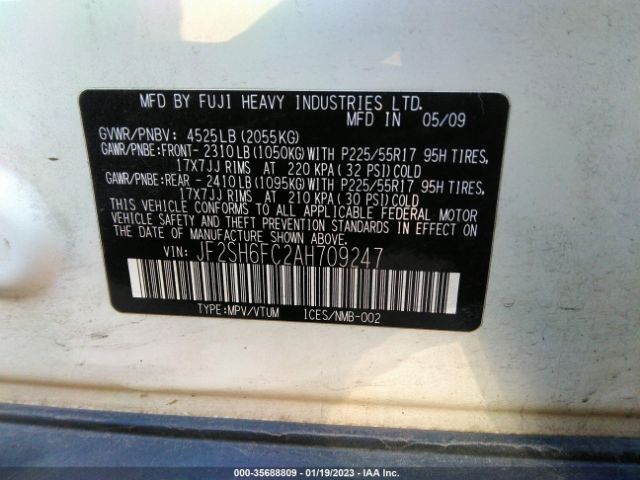 MFD BY FUJI HEAVY INDUSTRIES LTD.
MFD IN 05/09
GVWR/PNBV: 4525LB (2055KG)
GAWR/PNBE:FRONT- 2310LB (1050KG)WITH P225/55R17 95H TIRES,
17X7JJ RIMS AT 220 KPA (32 PSI)COLD
GAWR/PNBE:REAR -2410LB (1095KG)WITH P225/55R17 95H TIRES,
17X7JJ RIMS AT 210 KPA (30 PSI)COLD
THIS VEHICLE CONFORMS TO ALL APPLICABLE FEDERAL MOTOR
VEHICLE SAFETY AND THEFT PREVENTION STANDARDS IN EFFECT ON
THE DATE OF MANUFACTURE SHOWN ABOVE.
VIN: JF2SH6FC2AH709247
TYPE:MPV/VTUM ICES/NMB-002
000-35688809 - 01/19/2023 - IAA Inc.